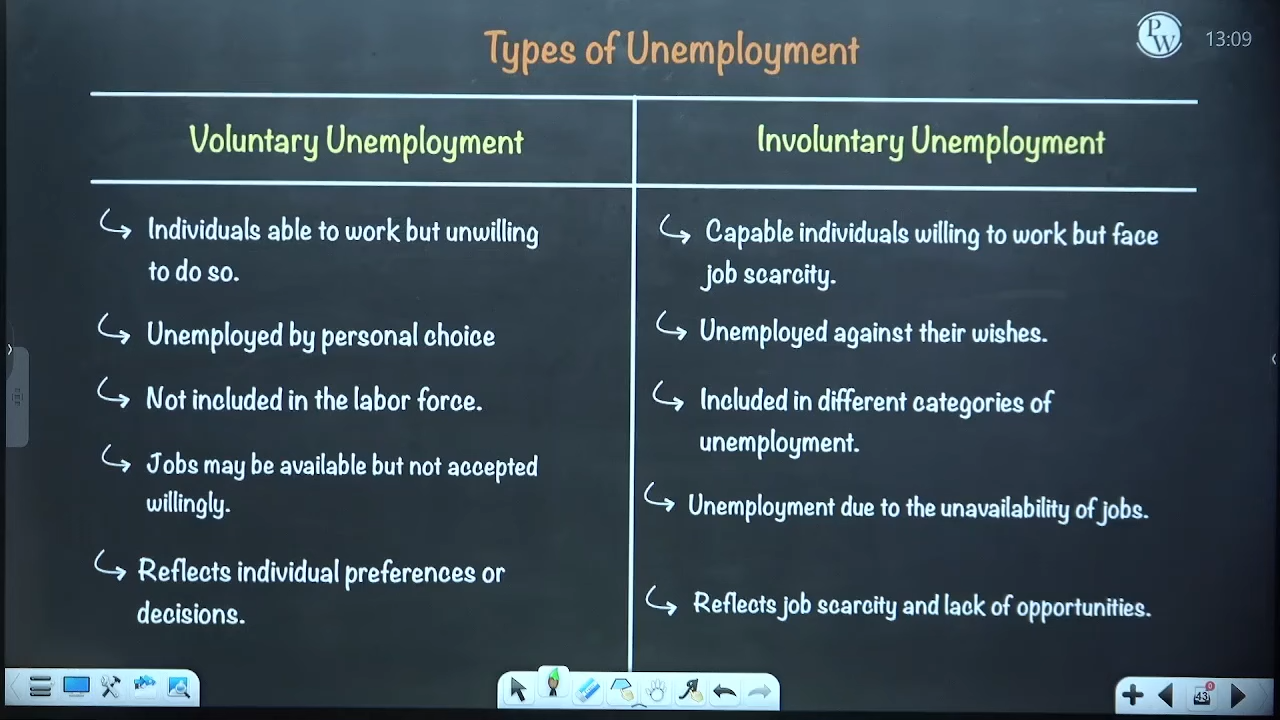 Types of Unemployment
PW
13:09
Voluntary Unemployment
Involuntary Unemployment
Individuals able to work but unwilling
to do so.
Unemployed by personal choice
Not included in the labor force.
Jobs may be available but not accepted
willingly.
Reflects individual preferences or
decisions.
Capable individuals willing to work but face
job scarcity.
Unemployed against their wishes.
Included in different categories of
unemployment.
Unemployment due to the unavailability of jobs.
Reflects job scarcity and lack of opportunities.
43
0